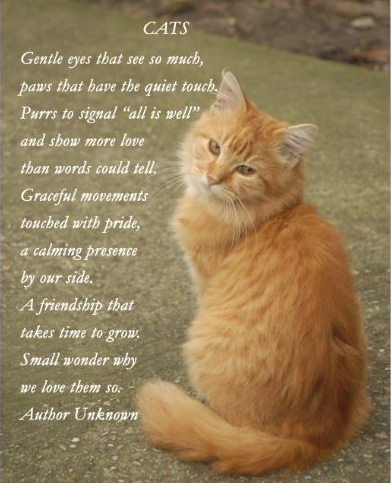 CATS
Gentle eyes that see so much,
paws that have the quiet touch.
Purrs to signal “all is well”
and show more love
than words could tell.
Graceful movements
touched with pride,
a calming presence
by our side.
A friendship that
takes time to grow.
Small wonder why
we love them so.
Author Unknown